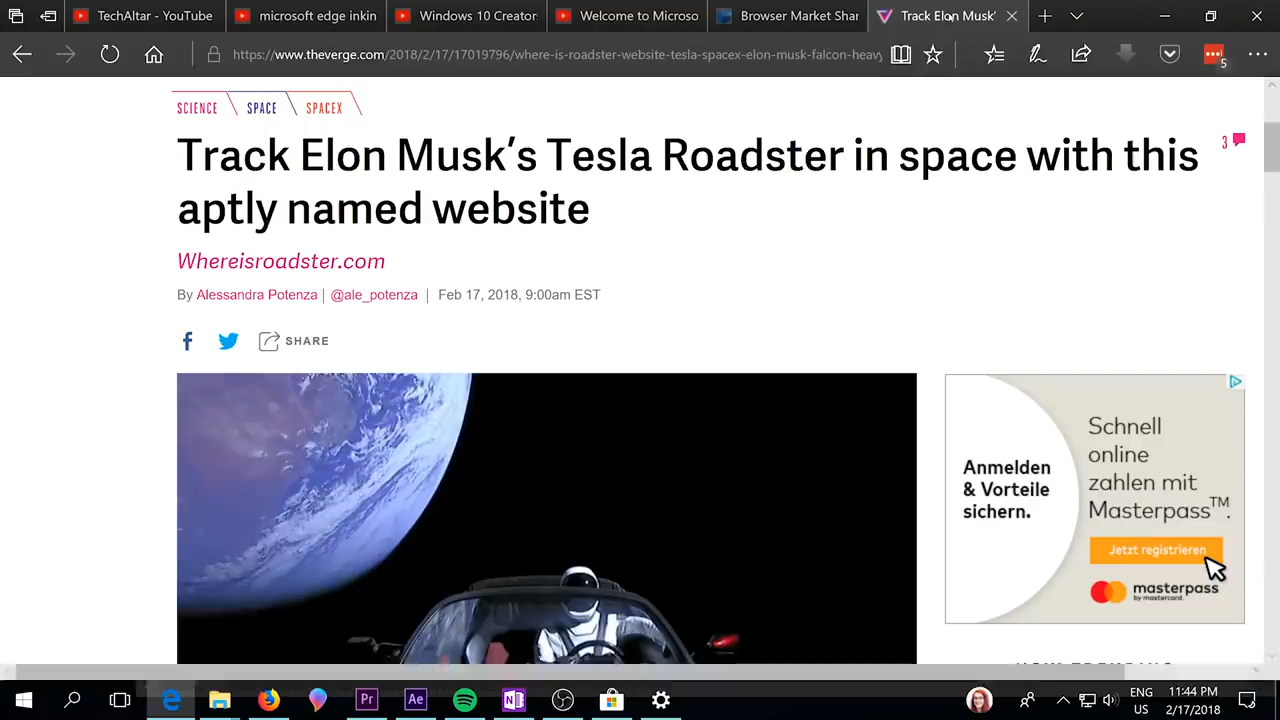 TechAltar - YouTube
microsoft edge inkin
Windows 10 Creator
Welcome to Microso
Browser Market Shar
Track Elon Musk's
https://www.theverge.com/2018/2/17/17019796/where-is-roadster-website-tesla-spacex-elon-musk-falcon-heavy
5
SCIENCE
SPACE
SPACEX
Track Elon Musk's Tesla Roadster in space with this
aptly named website
3
Whereisroadster.com
By Alessandra Potenza | @ale_potenza | Feb 17, 2018, 9:00am EST
SHARE
Anmelden
& Vorteile
sichern.
Schnell
online
zahlen mit
Masterpass™.
Jetzt registrieren
masterpass
by mastercard.
Pr
Ae
ENG
US
11:44 PM
2/17/2018